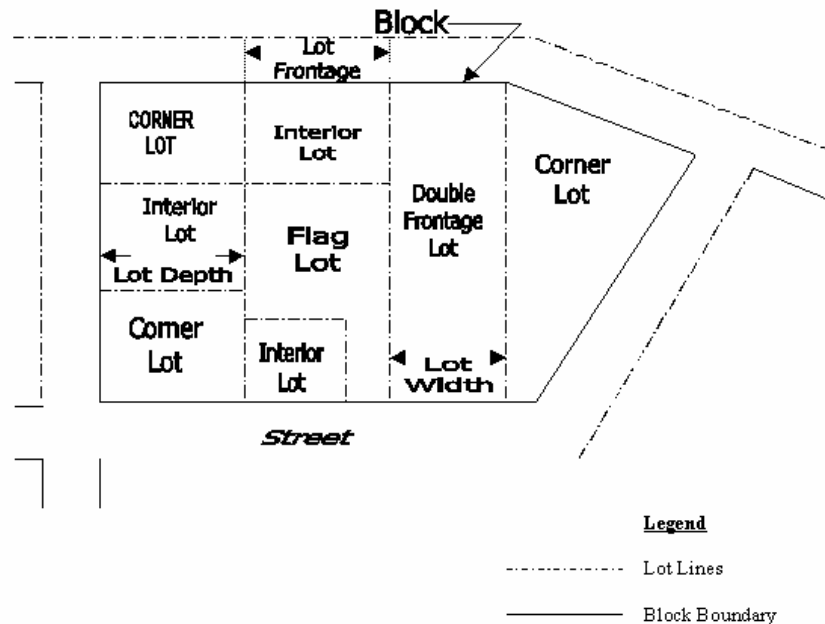 Block
Lot
Frontage
CORNER
LOT
Interior
Lot
Corner
Lot
Double
Frontage
Lot
Interior
Lot
Flag
Lot
Lot Depth
Corner
Lot
Interior
Lot
Lot
Width
Street
Legend
Lot Lines
Block Boundary